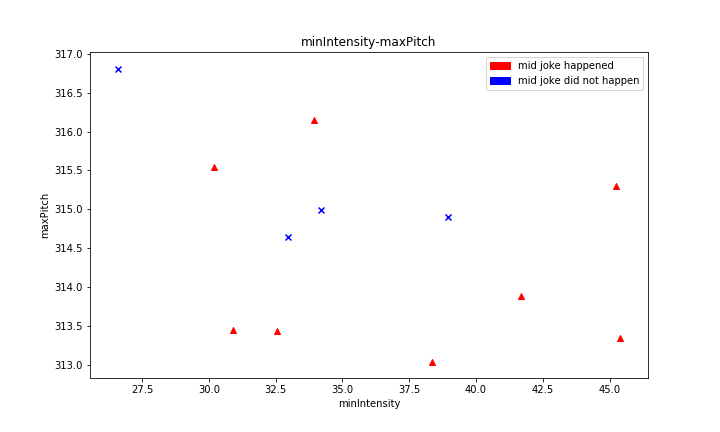 minIntensity-maxPitch
mid joke happened
mid joke did not happen
317.0
316.5
316.0
315.5
315.0
314.5
314.0
313.5
313.0
maxPitch
27.5 30.0 32.5 35.0 37.5 40.0 42.5 45.0
minIntensity